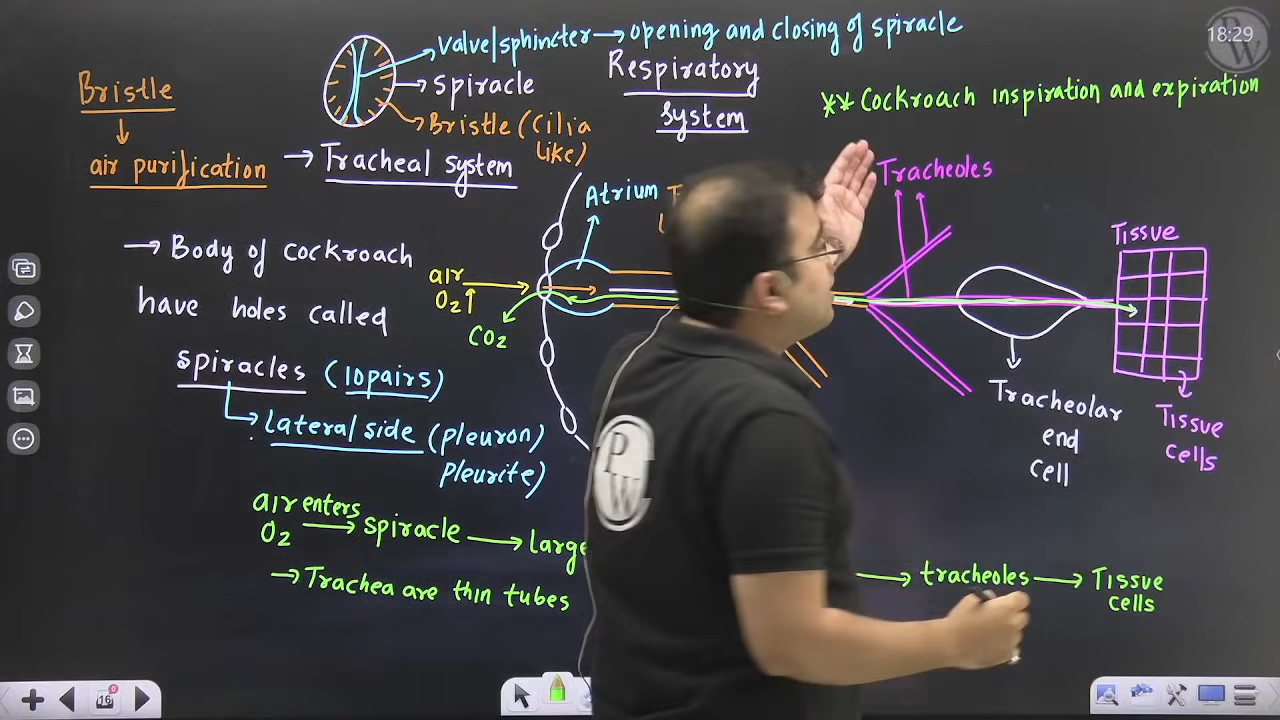 valve/sphincter → opening and closing of spiracle
18:29
Bristle
→ spiracle
Respiratory
System
** Cockroach inspiration and expiration
Bristle (Cilia
like)
air purification
→ Tracheal system
Atrium
Tracheoles
→ Body of cockroach
have holes called
air
O2
CO2
Tissue
spiracles (10pairs)
Lateral side (pleuron)
pleurite)
Tracheolar
end
cell
Tissue
cells
PW
air enters
O2 → spiracle → Large
→ tracheoles → Tissue
cells
→ Trachea are thin tubes
16